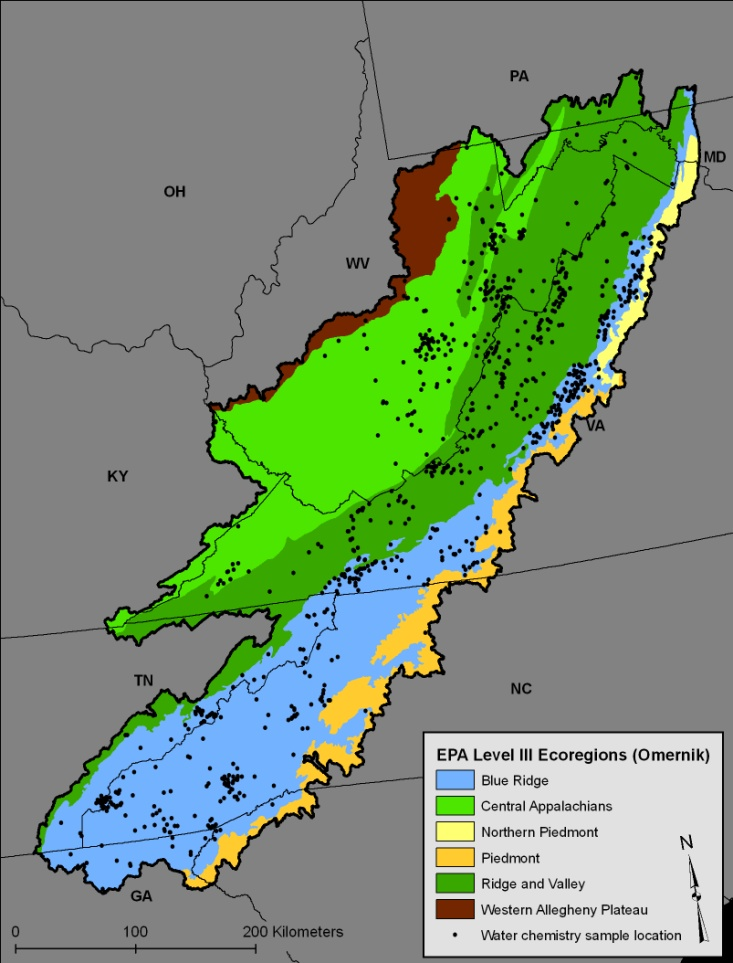 PA
MD
OH
WV
VA
KY
TN
NC
GA
EPA Level III Ecoregions (Omernik)
Blue Ridge
Central Appalachians
Northern Piedmont
Piedmont
Ridge and Valley
Western Allegheny Plateau
Water chemistry sample location
N
0 100 200 Kilometers